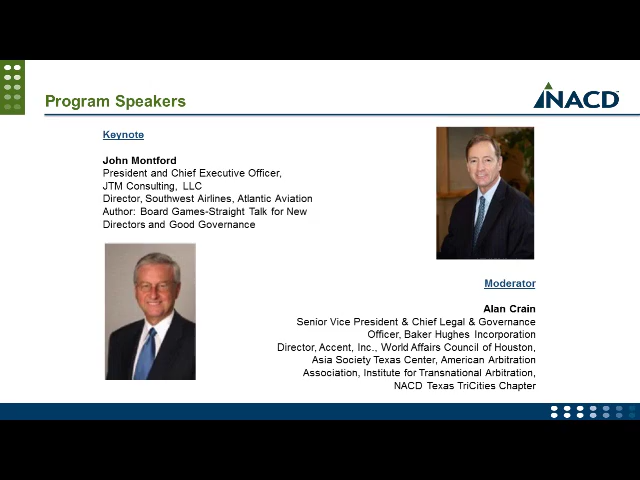 Program Speakers
NACD
Keynote
John Montford
President and Chief Executive Officer,
JTM Consulting, LLC
Director, Southwest Airlines, Atlantic Aviation
Author: Board Games-Straight Talk for New
Directors and Good Governance
Moderator
Alan Crain
Senior Vice President & Chief Legal & Governance
Officer, Baker Hughes Incorporation
Director, Accent, Inc., World Affairs Council of Houston,
Asia Society Texas Center, American Arbitration
Association, Institute for Transnational Arbitration,
NACD Texas TriCities Chapter